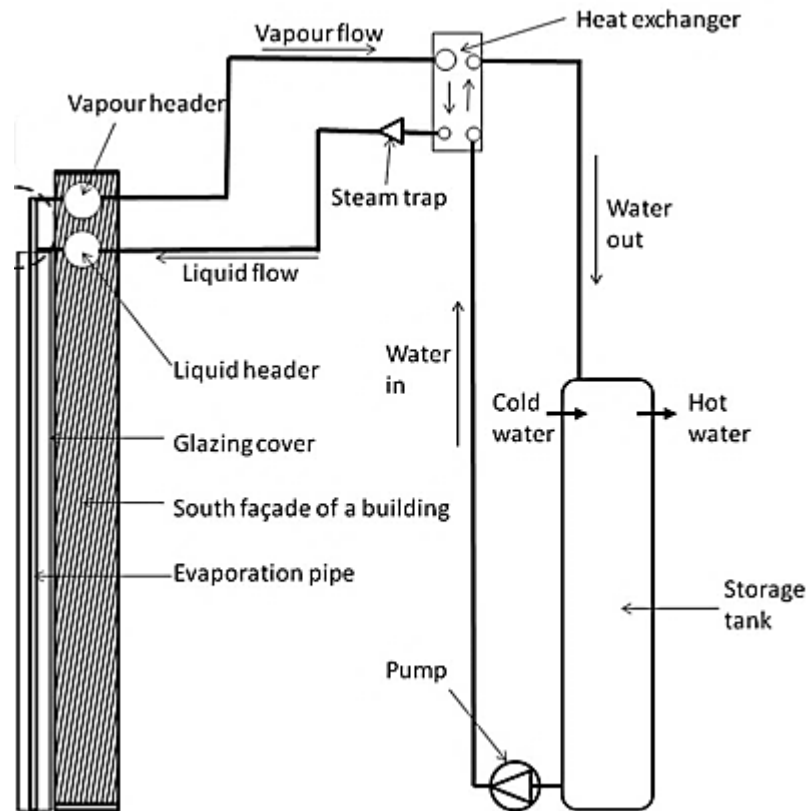 Heat exchanger
Vapour flow
Vapour header
Steam trap
Water
out
Liquid flow
Liquid header
Water
in
Cold
water
Hot
water
Glazing cover
South façade of a building
Evaporation pipe
Storage
tank
Pump